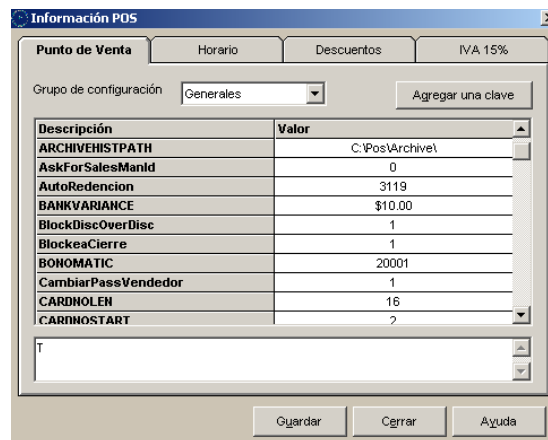 Información POS
Punto de Venta Horario Descuentos IVA 15%
Grupo de configuración Generales Agregar una clave
Descripción Valor
ARCHIVEHISTPATH C:\Pos\Archive\
AskForSalesManId 0
AutoRedencion 3119
BANKVARIANCE $10.00
BlockDiscOverDisc 1
BlockeaCierre 1
BONOMATIC 20001
CambiarPassVendedor 1
CARDNOLEN 16
CARDNOSTART 2
T
Guardar Cerrar Ayuda